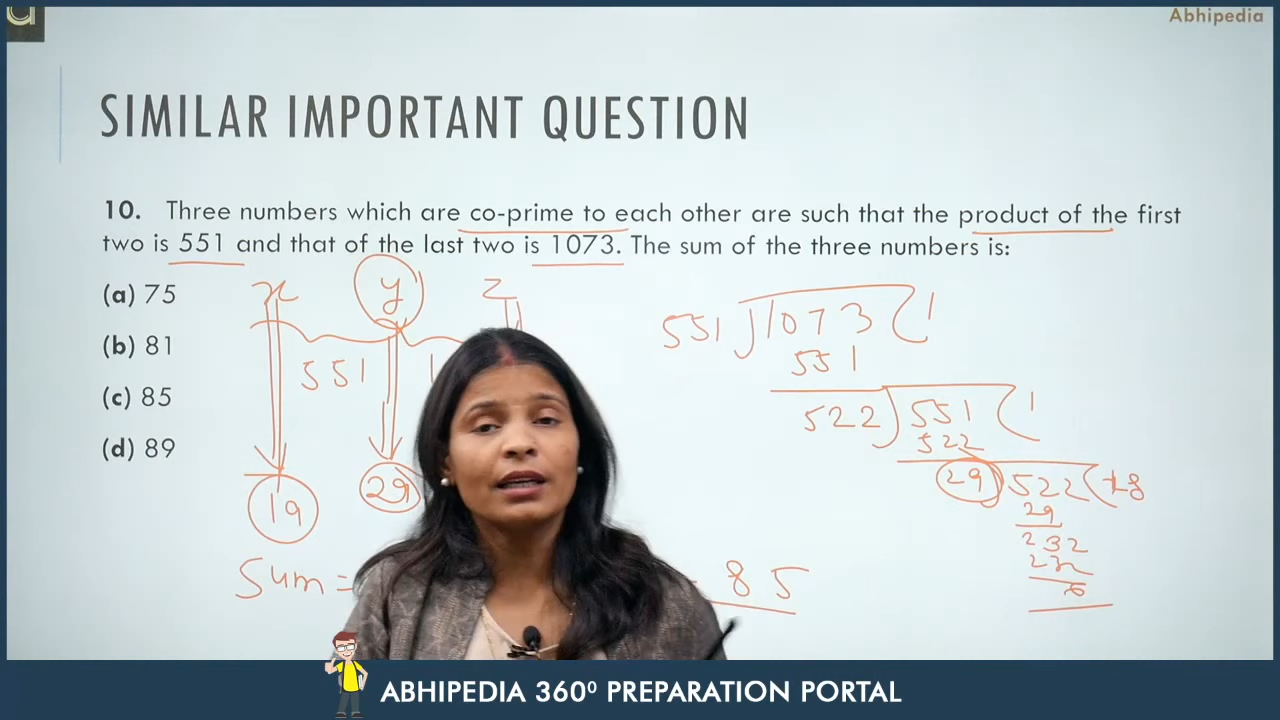 Abhipedia
SIMILAR IMPORTANT QUESTION
10. Three numbers which are co-prime to each other are such that the product of the first
two is 551 and that of the last two is 1073. The sum of the three numbers is:
(a) 75
(b) 81
(c) 85
(d) 89
x y z
551 1
19 29
Sum = 85
551 ) 1073 ( 1
551
522 ) 551 ( 1
522
29 ) 522 ( 18
29
232
232
ABHIPEDIA 360⁰ PREPARATION PORTAL